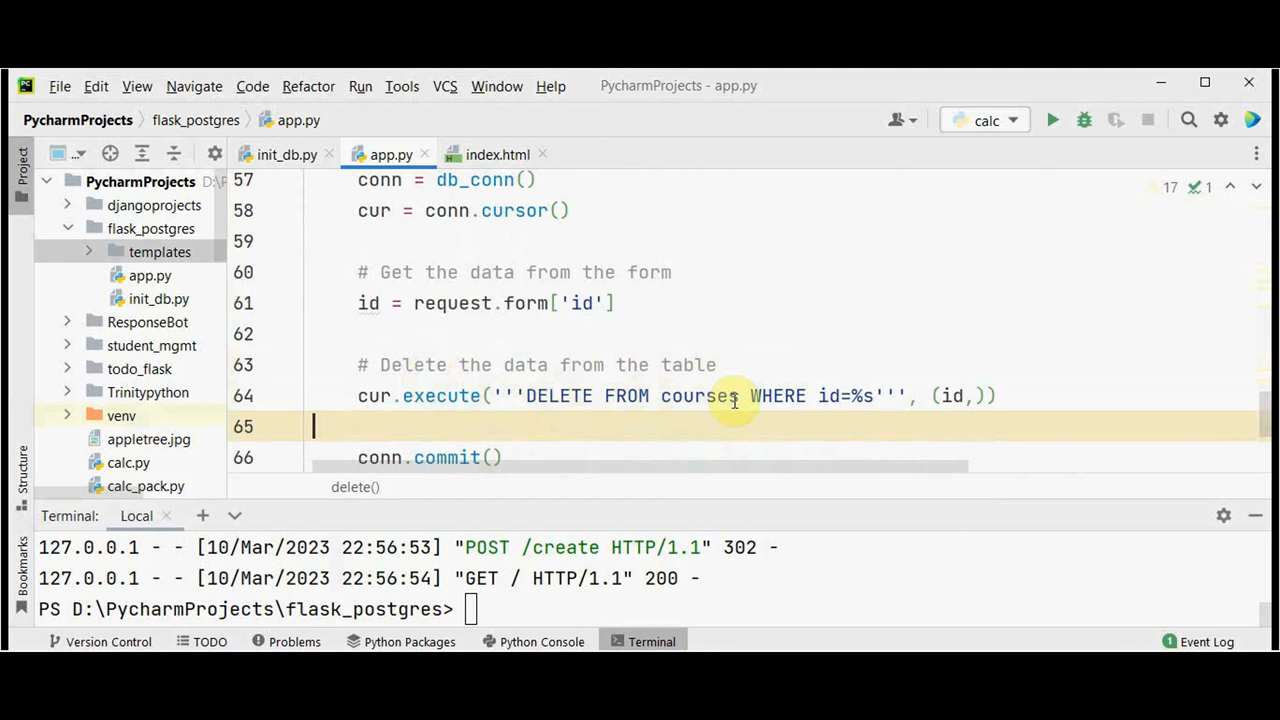 File Edit View Navigate Code Refactor Run Tools VCS Window Help PycharmProjects - app.py
PycharmProjects flask_postgres app.py calc
Project
... init_db.py app.py index.html
PycharmProjects
djangoprojects
flask_postgres
templates
app.py
init_db.py
ResponseBot
student_mgmt
todo_flask
Trinitypython
venv
appletree.jpg
calc.py
calc_pack.py
17 1
57 conn = db_conn()
58 cur = conn.cursor()
59
60 # Get the data from the form
61 id = request.form['id']
62
63 # Delete the data from the table
64 cur.execute('''DELETE FROM courses WHERE id=%s''', (id,))
65
66 conn.commit()
delete()
Structure
Bookmarks
Terminal: Local
127.0.0.1 - - [10/Mar/2023 22:56:53] "POST /create HTTP/1.1" 302 -
127.0.0.1 - - [10/Mar/2023 22:56:54] "GET / HTTP/1.1" 200 -
PS D:\PycharmProjects\flask_postgres>
Version Control TODO Problems Python Packages Python Console Terminal 1 Event Log